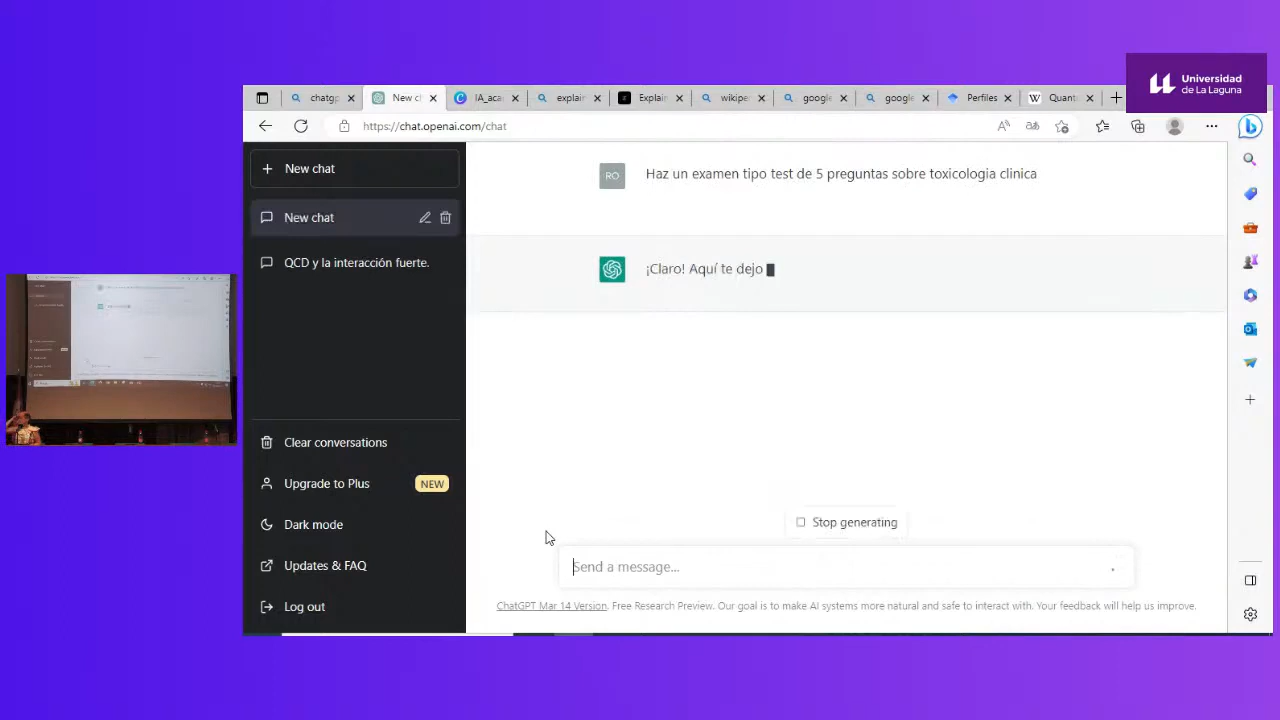 Universidad
de La Laguna
chatgp
New ch
IA_aca
explain
Explain
wikipe
google
google
Perfiles
Quant
https://chat.openai.com/chat
New chat
New chat
QCD y la interacción fuerte.
Clear conversations
Upgrade to Plus
NEW
Dark mode
Updates & FAQ
Log out
RO
Haz un examen tipo test de 5 preguntas sobre toxicologia clinica
¡Claro! Aquí te dejo
Stop generating
Send a message...
ChatGPT Mar 14 Version. Free Research Preview. Our goal is to make AI systems more natural and safe to interact with. Your feedback will help us improve.